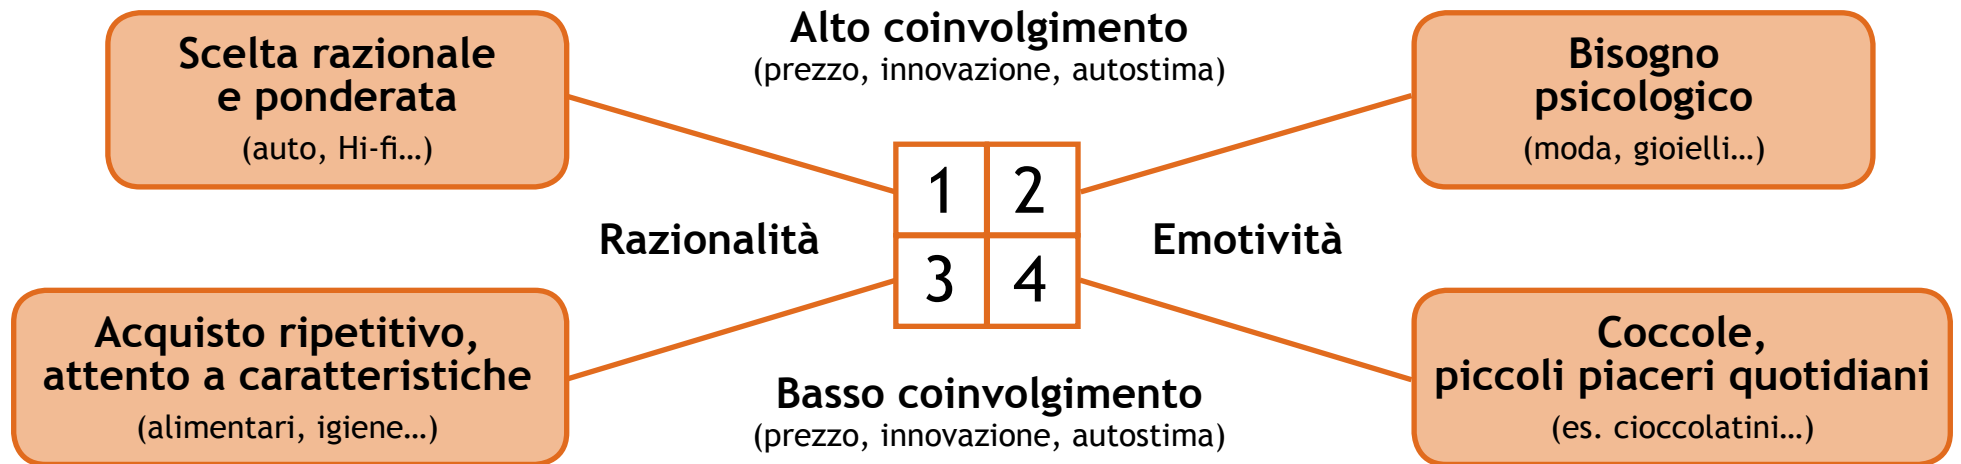 Scelta razionale
e ponderata
(auto, Hi-fi…)
Alto coinvolgimento
(prezzo, innovazione, autostima)
Bisogno
psicologico
(moda, gioielli…)
1 2
Razionalità
Emotività
3 4
Acquisto ripetitivo,
attento a caratteristiche
(alimentari, igiene…)
Basso coinvolgimento
(prezzo, innovazione, autostima)
Coccole,
piccoli piaceri quotidiani
(es. cioccolatini…)